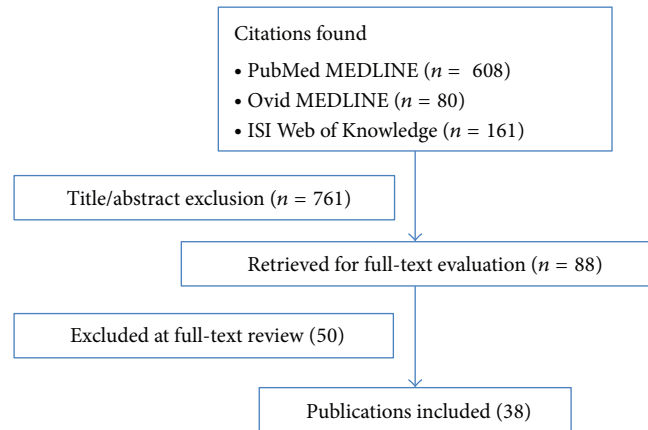 Citations found
• PubMed MEDLINE (n = 608)
• Ovid MEDLINE (n = 80)
• ISI Web of Knowledge (n = 161)
Title/abstract exclusion (n = 761)
Retrieved for full-text evaluation (n = 88)
Excluded at full-text review (50)
Publications included (38)